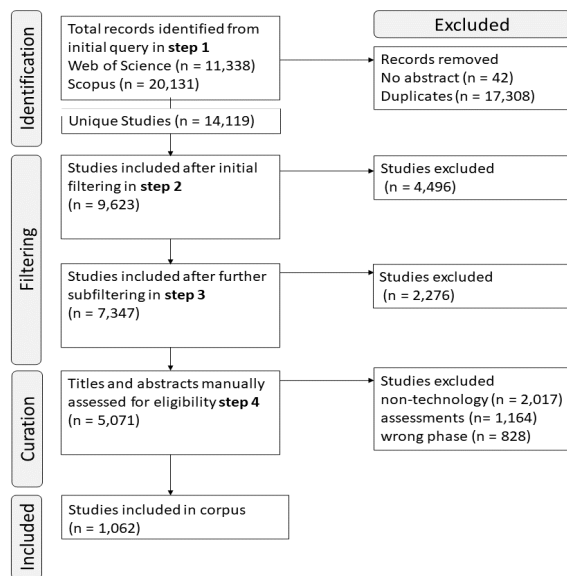 Identification
Total records identified from
initial query in step 1
Web of Science (n = 11,338)
Scopus (n = 20,131)
Unique Studies (n = 14,119)
Excluded
Records removed
No abstract (n = 42)
Duplicates (n = 17,308)
Filtering
Studies included after initial
filtering in step 2
(n = 9,623)
Studies excluded
(n = 4,496)
Studies included after further
subfiltering in step 3
(n = 7,347)
Studies excluded
(n = 2,276)
Curation
Titles and abstracts manually
assessed for eligibility step 4
(n = 5,071)
Studies excluded
non-technology (n = 2,017)
assessments (n= 1,164)
wrong phase (n = 828)
Included
Studies included in corpus
(n = 1,062)